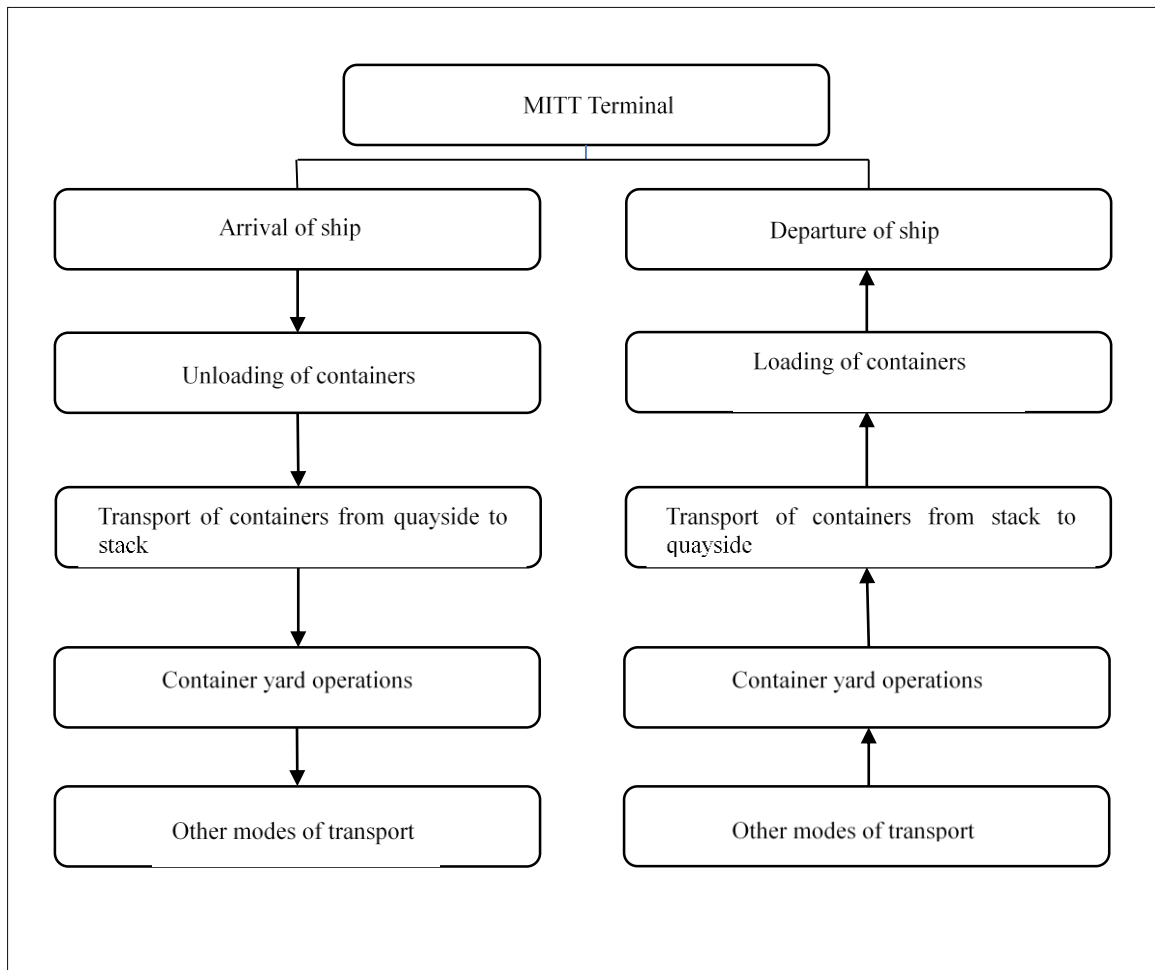 MITT Terminal
Arrival of ship
Departure of ship
Unloading of containers
Loading of containers
Transport of containers from quayside to
stack
Transport of containers from stack to
quayside
Container yard operations
Container yard operations
Other modes of transport
Other modes of transport